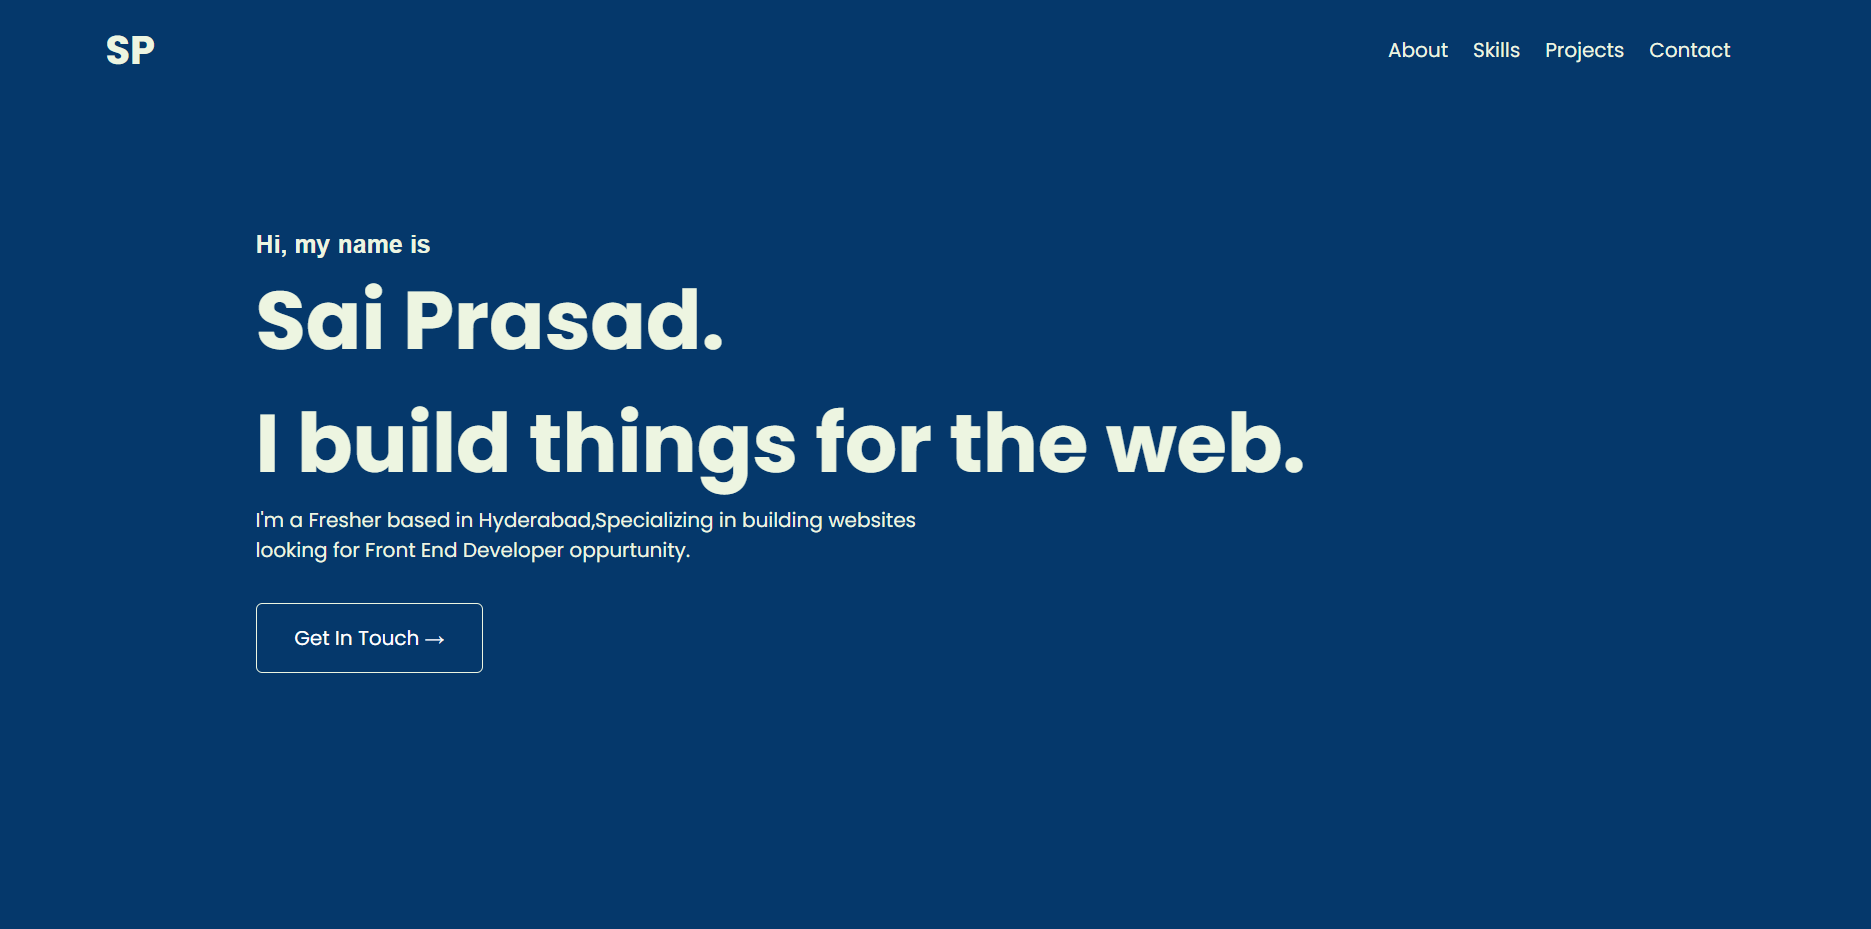 SP
About Skills Projects Contact
Hi, my name is
Sai Prasad.
I build things for the web.
I'm a Fresher based in Hyderabad,Specializing in building websites
looking for Front End Developer oppurtunity.
Get In Touch →